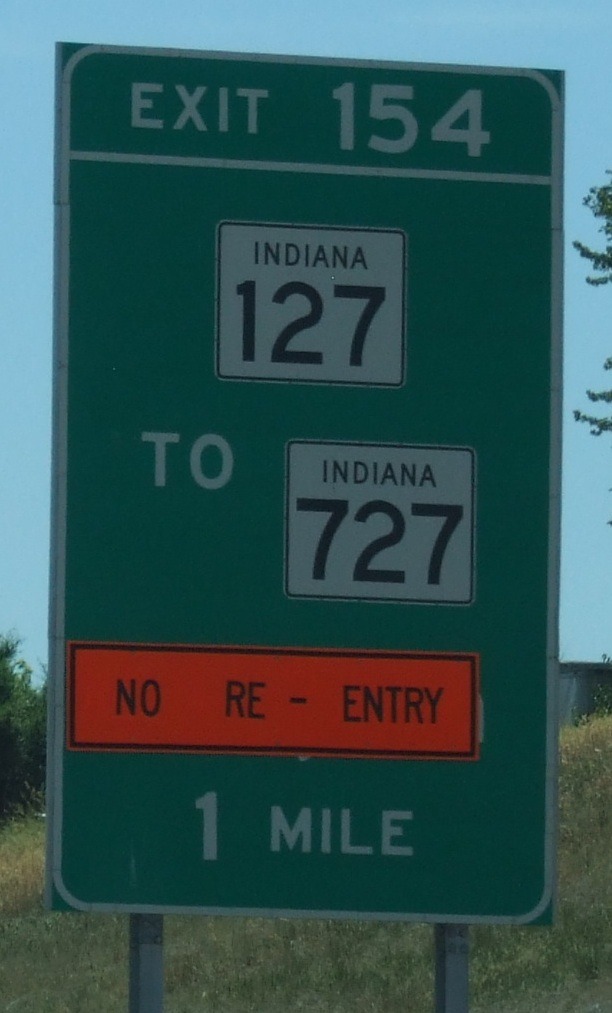 EXIT 154
INDIANA
127
TO
INDIANA
727
NO RE - ENTRY
1 MILE